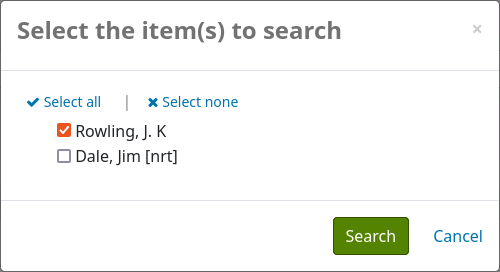 Select the item(s) to search ×
Select all | Select none
Rowling, J. K
Dale, Jim [nrt]
Search Cancel